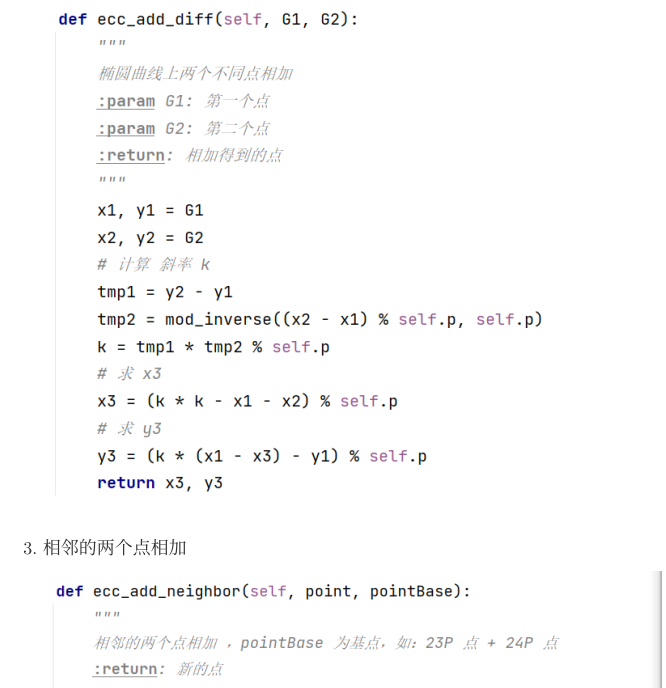 def ecc_add_diff(self, G1, G2):
"""
椭圆曲线上两个不同点相加
:param G1: 第一个点
:param G2: 第二个点
:return: 相加得到的点
"""
x1, y1 = G1
x2, y2 = G2
# 计算 斜率 k
tmp1 = y2 - y1
tmp2 = mod_inverse((x2 - x1) % self.p, self.p)
k = tmp1 * tmp2 % self.p
# 求 x3
x3 = (k * k - x1 - x2) % self.p
# 求 y3
y3 = (k * (x1 - x3) - y1) % self.p
return x3, y3
3. 相邻的两个点相加
def ecc_add_neighbor(self, point, pointBase):
"""
相邻的两个点相加 ，pointBase 为基点，如：23P 点 + 24P 点
:return: 新的点